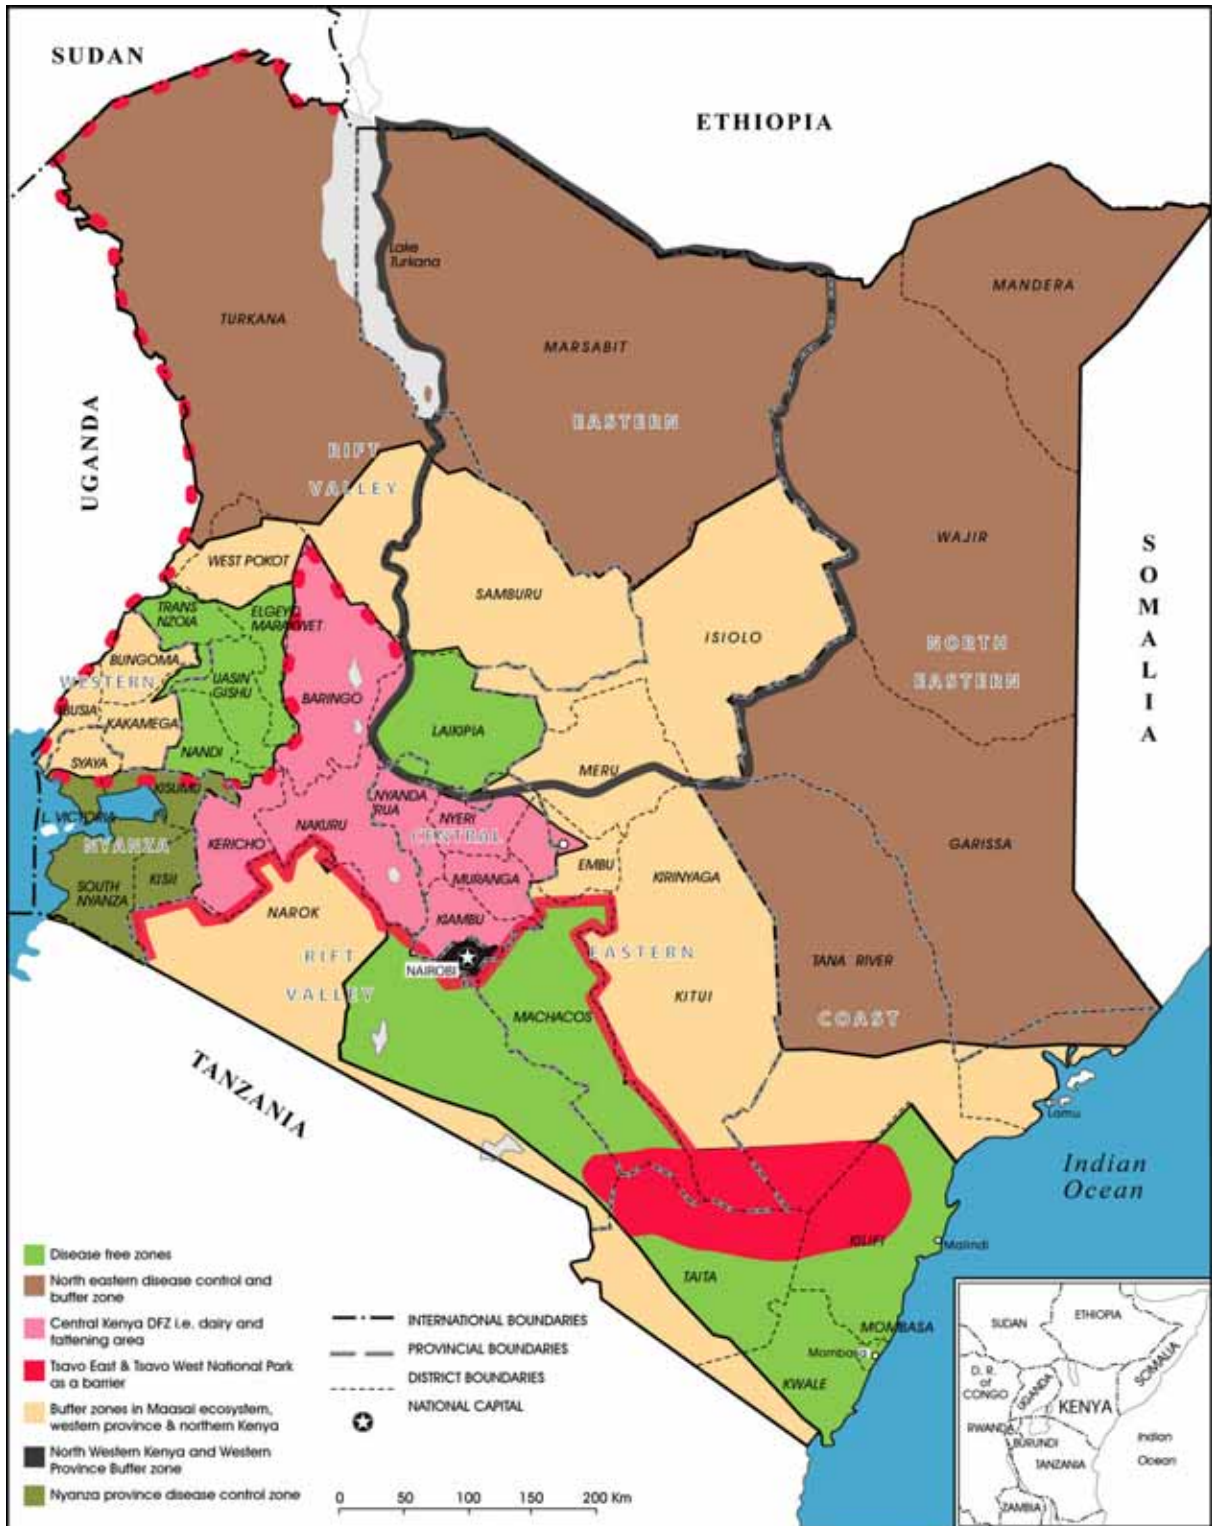 SUDAN
ETHIOPIA
Lake
Turkana
MANDERA
TURKANA
MARSABIT
EASTERN
UGANDA
RIFT
VALLEY
WAJIR
SOMALIA
WEST POKOT
SAMBURU
TRANS
NZOIA
ELGEYO
MARAKWET
ISIOLO
NORTH
EASTERN
BUNGOMA
WESTERN
UASIN
GISHU
BARINGO
BUSIA
KAKAMEGA
LAIKIPIA
NANDI
SYAYA
MERU
KISUMU
NYANDA
RUA
L. VICTORIA
NYERI
NAKURU
CENTRAL
NYANZA
KERICHO
GARISSA
EMBU
KIRINYAGA
MURANGA
KISII
SOUTH
NYANZA
NAROK
KIAMBU
RIFT
VALLEY
EASTERN
NAIROBI
TANA RIVER
KITUI
MACHACOS
COAST
TANZANIA
Lamu
Indian
Ocean
KILIFI
Malindi
TAITA
MOMBASA
Mombasa
KWALE
Disease free zones
North eastern disease control and
buffer zone
Central Kenya DFZ i.e. dairy and
fattening area
Tsavo East & Tsavo West National Park
as a barrier
Buffer zones in Maasai ecosystem,
western province & northern Kenya
North Western Kenya and Western
Province Buffer zone
Nyanza province disease control zone
INTERNATIONAL BOUNDARIES
PROVINCIAL BOUNDARIES
DISTRICT BOUNDARIES
NATIONAL CAPITAL
0 50 100 200 Km
SUDAN
ETHIOPIA
SOMALIA
D. R.
of
CONGO
UGANDA
KENYA
RWANDA
BURUNDI
Indian
Ocean
TANZANIA
ZAMBIA